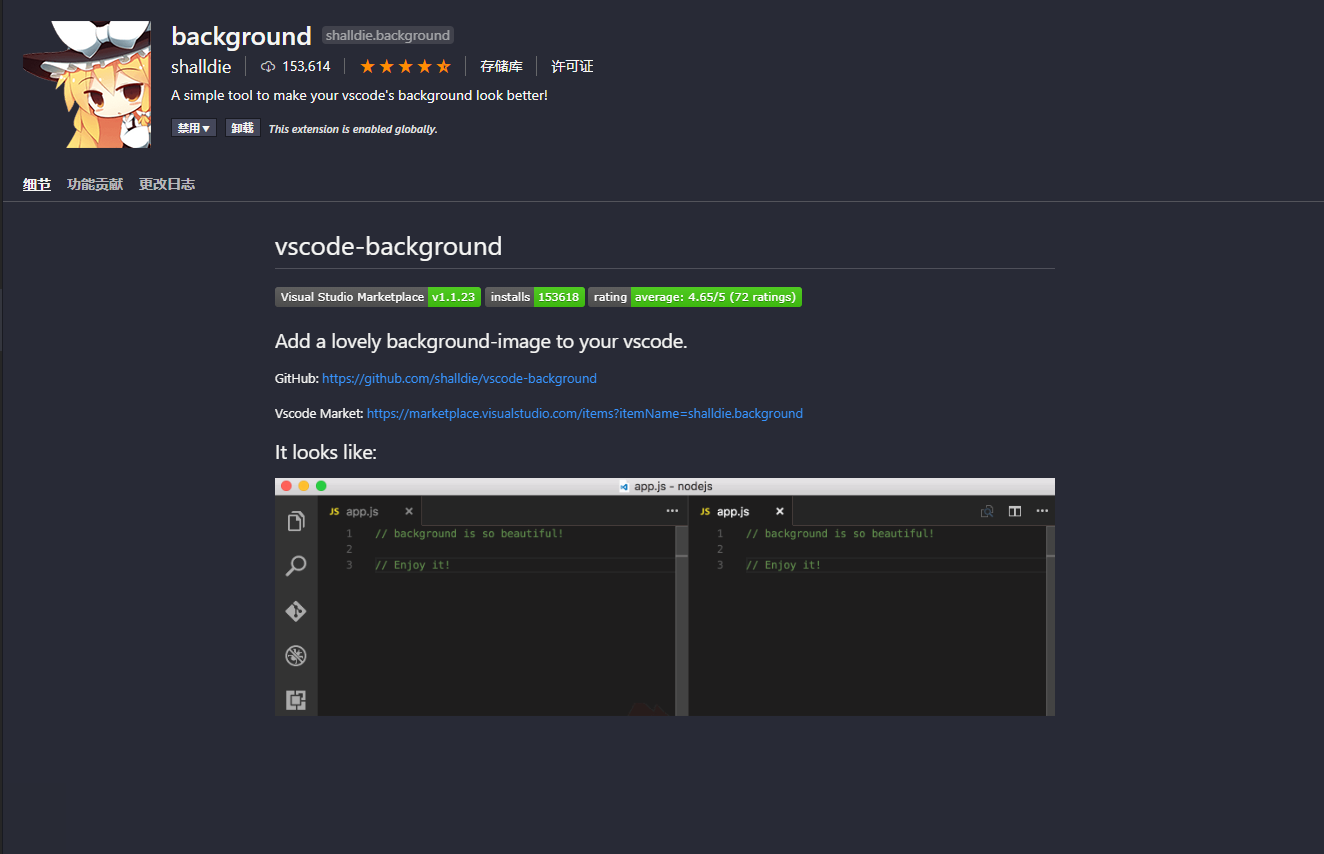 background shalldie.background
shalldie 153,614 存储库 许可证
A simple tool to make your vscode's background look better!
禁用▼ 卸载 This extension is enabled globally.
细节 功能贡献 更改日志
vscode-background
Visual Studio Marketplace v1.1.23 installs 153618 rating average: 4.65/5 (72 ratings)
Add a lovely background-image to your vscode.
GitHub: https://github.com/shalldie/vscode-background
Vscode Market: https://marketplace.visualstudio.com/items?itemName=shalldie.background
It looks like:
app.js - nodejs
JS app.js × ··· JS app.js × ···
1 // background is so beautiful! 1 // background is so beautiful!
2 2
3 // Enjoy it! 3 // Enjoy it!